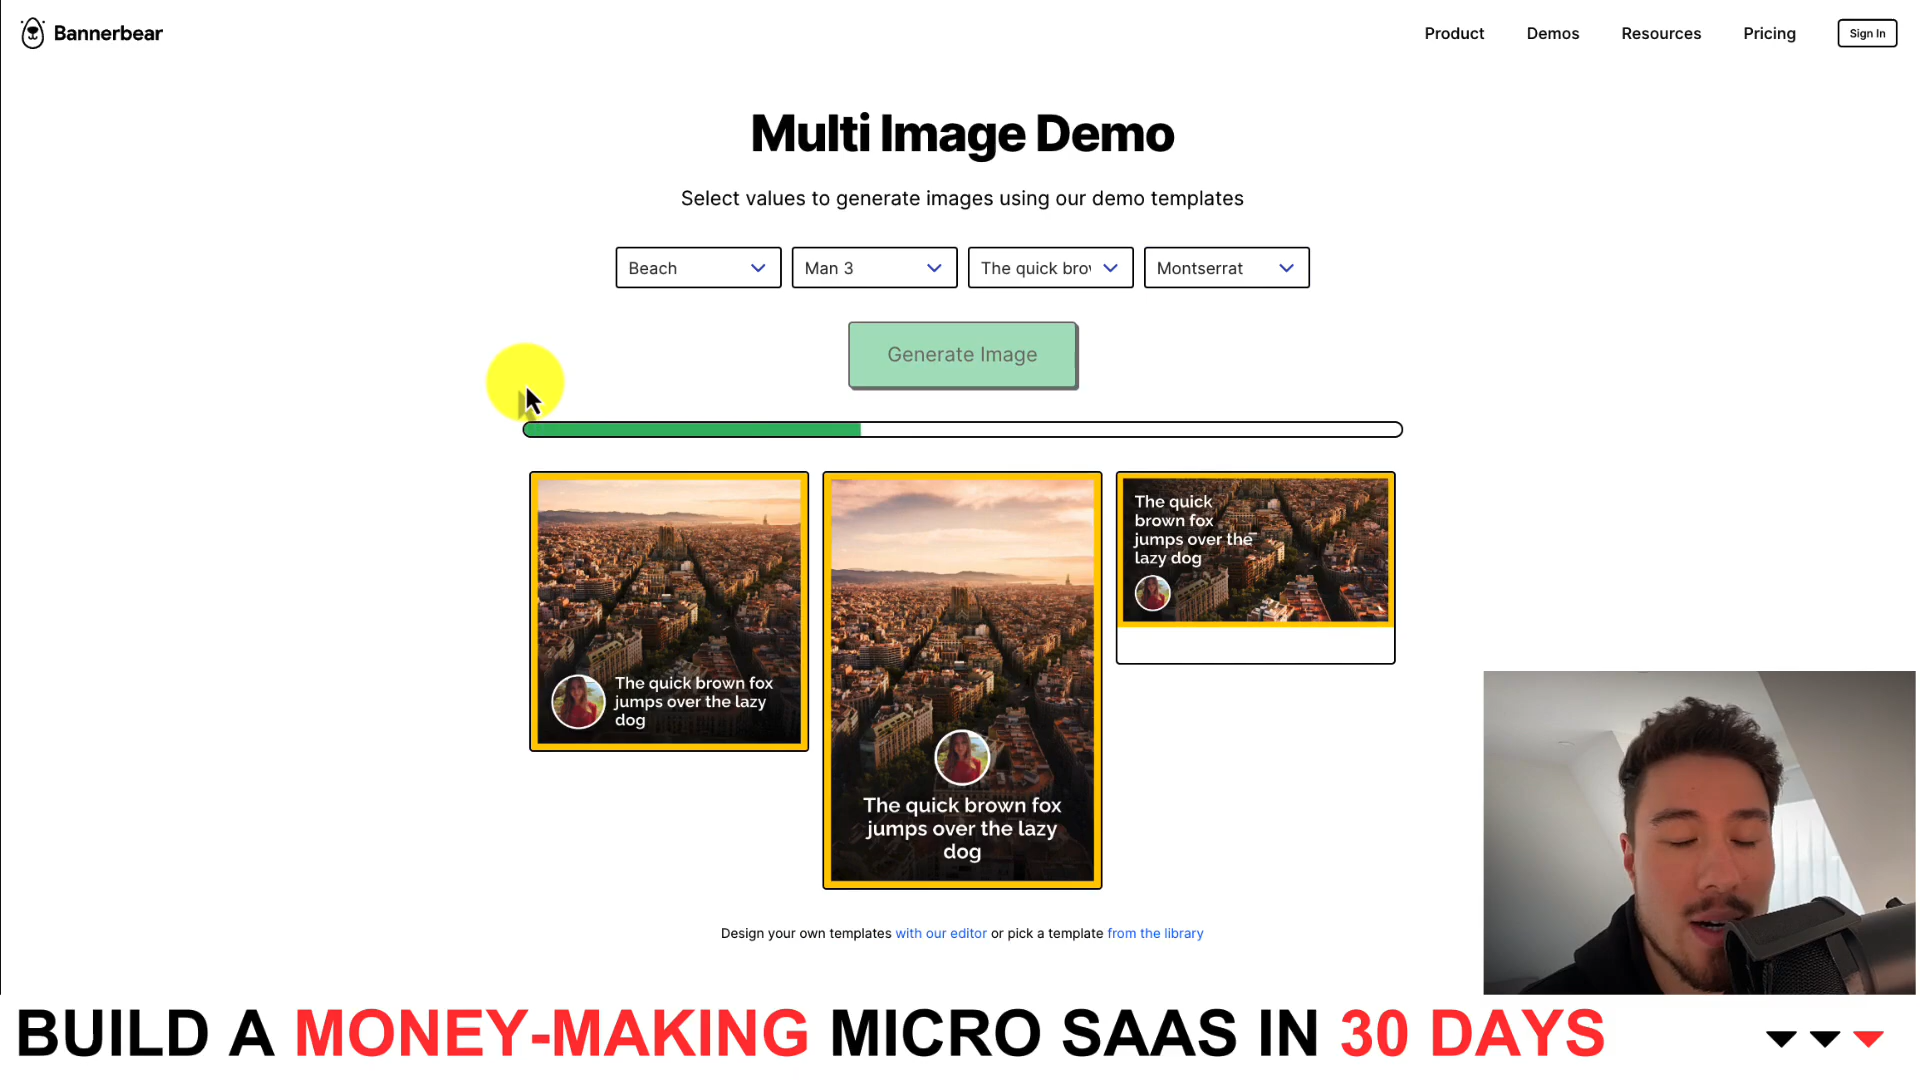 Bannerbear
Product
Demos
Resources
Pricing
Sign In
Multi Image Demo
Select values to generate images using our demo templates
Beach
Man 3
The quick brov
Montserrat
Generate Image
The quick brown fox
jumps over the lazy
dog
The quick brown fox
jumps over the lazy
dog
The quick
brown fox
jumps over the
lazy dog
Design your own templates with our editor or pick a template from the library
BUILD A MONEY-MAKING MICRO SAAS IN 30 DAYS